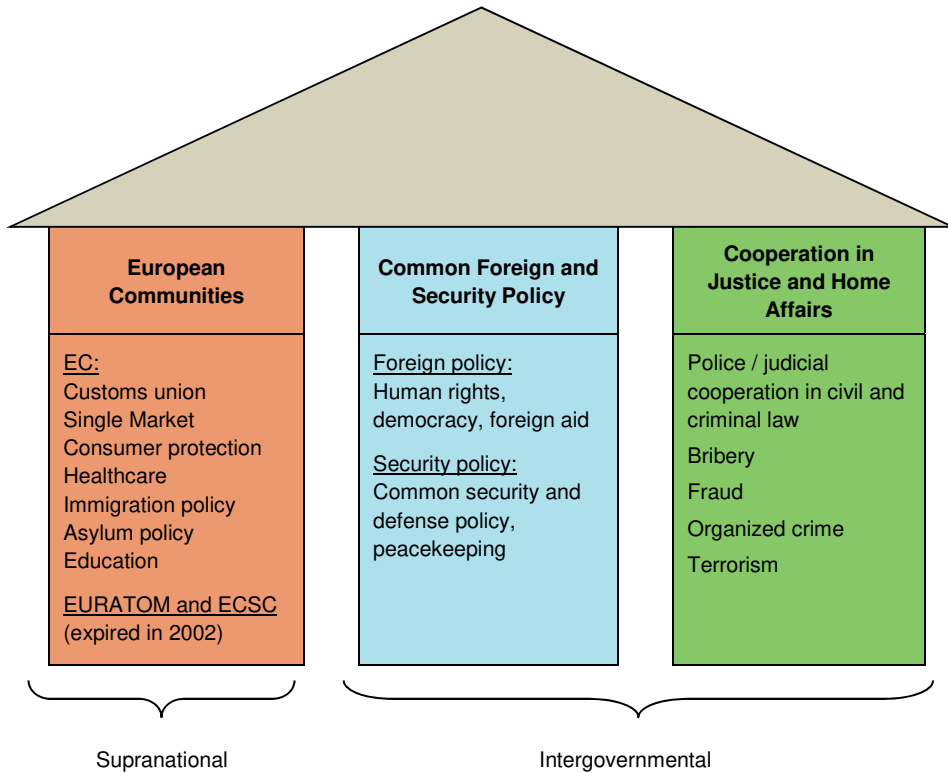 European
Communities
EC:
Customs union
Single Market
Consumer protection
Healthcare
Immigration policy
Asylum policy
Education
EURATOM and ECSC
(expired in 2002)
Common Foreign and
Security Policy
Foreign policy:
Human rights,
democracy, foreign aid
Security policy:
Common security and
defense policy,
peacekeeping
Cooperation in
Justice and Home
Affairs
Police / judicial
cooperation in civil and
criminal law
Bribery
Fraud
Organized crime
Terrorism
Supranational
Intergovernmental